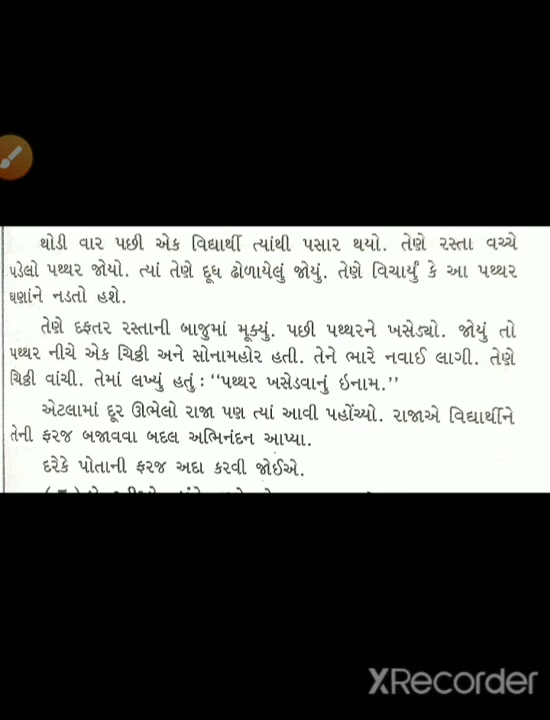 થોડી વાર પછી એક વિદ્યાર્થી ત્યાંથી પસાર થયો. તેણે રસ્તા વચ્ચે
પડેલો પથ્થર જોયો. ત્યાં તેણે દૂધ ઢોળાયેલું જોયું. તેણે વિચાર્યું કે આ પથ્થર
ઘણાંને નડતો હશે.
તેણે દફતર રસ્તાની બાજુમાં મૂક્યું. પછી પથ્થરને ખસેડ્યો. જોયું તો
પથ્થર નીચે એક ચિઠ્ઠી અને સોનામહોર હતી. તેને ભારે નવાઈ લાગી. તેણે
ચિઠ્ઠી વાંચી. તેમાં લખ્યું હતું : “પથ્થર ખસેડવાનું ઇનામ.”
એટલામાં દૂર ઊભેલો રાજા પણ ત્યાં આવી પહોંચ્યો. રાજાએ વિદ્યાર્થીને
તેની ફરજ બજાવવા બદલ અભિનંદન આપ્યા.
દરેકે પોતાની ફરજ અદા કરવી જોઈએ.
XRecorder